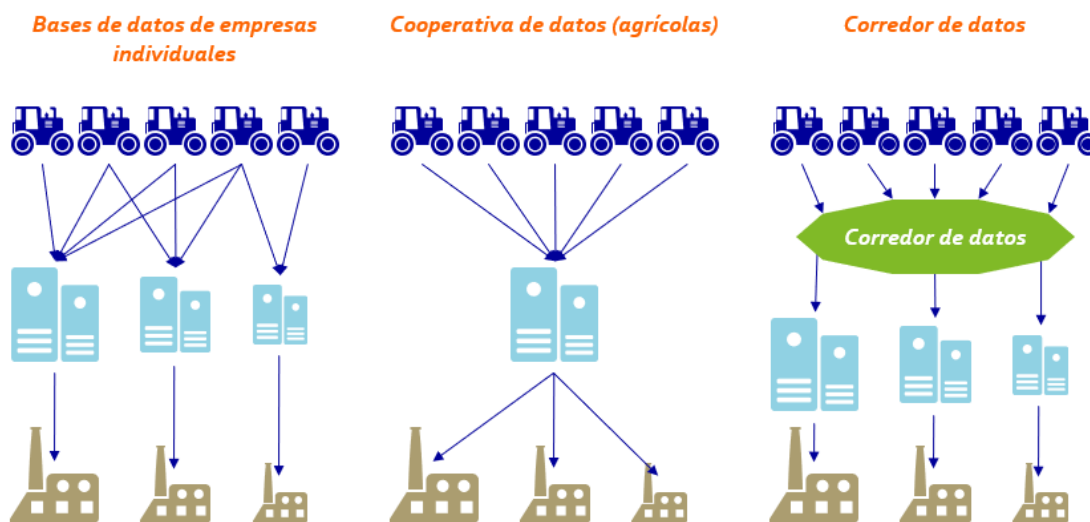 Bases de datos de empresas
individuales
Cooperativa de datos (agrícolas)
Corredor de datos
Corredor de datos